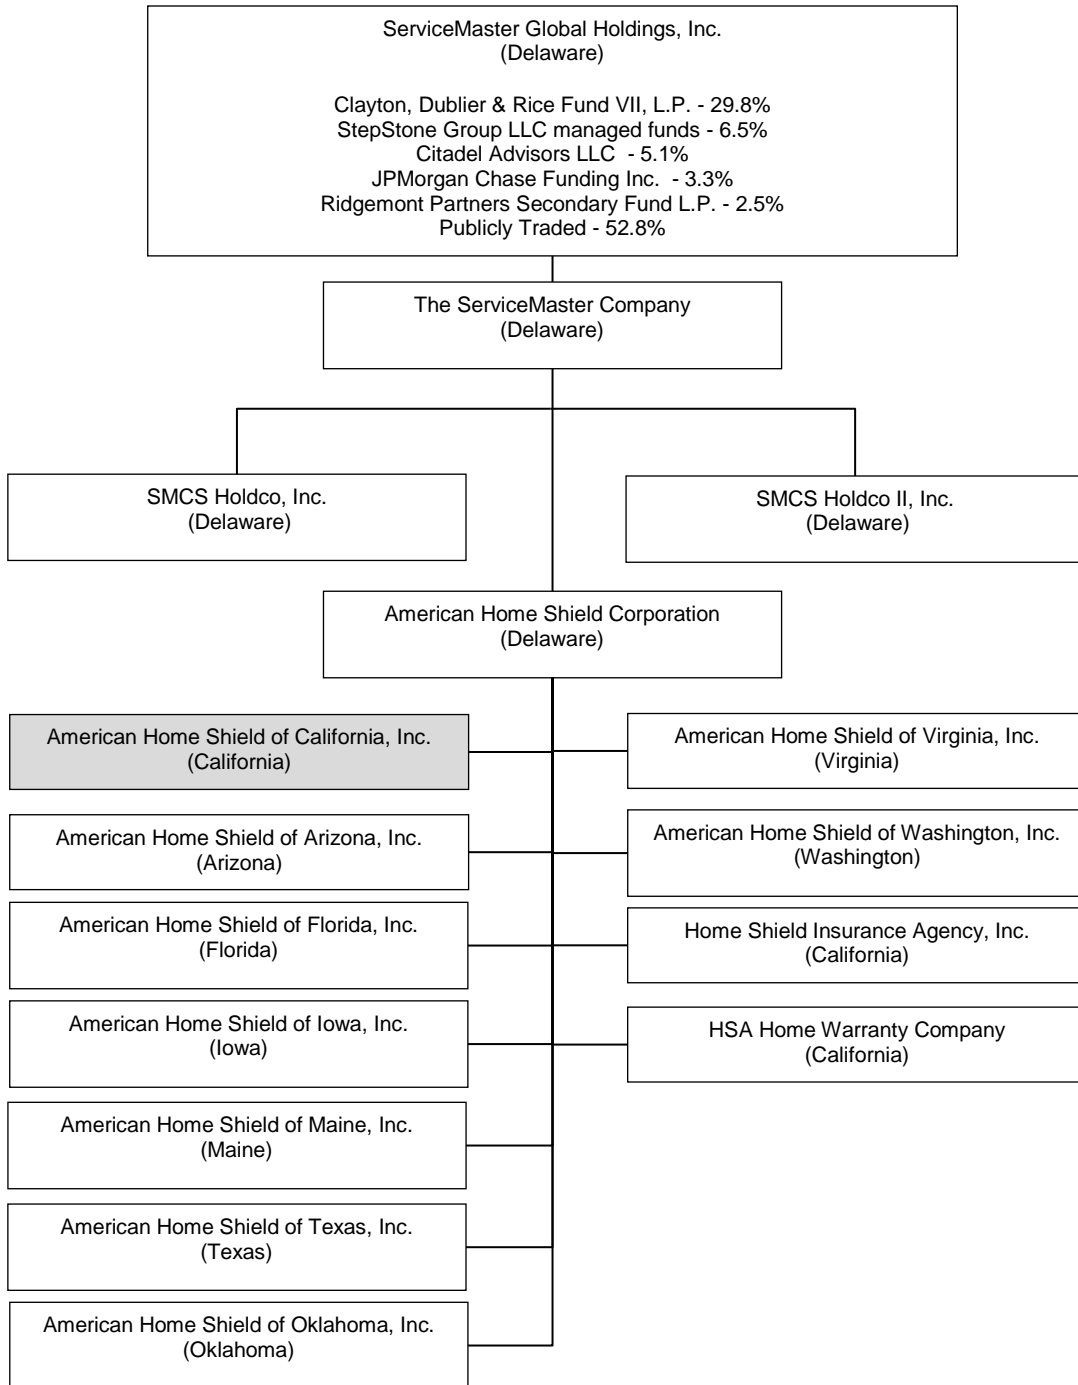 ServiceMaster Global Holdings, Inc.
(Delaware)
Clayton, Dublier & Rice Fund VII, L.P. - 29.8%
StepStone Group LLC managed funds - 6.5%
Citadel Advisors LLC - 5.1%
JPMorgan Chase Funding Inc. - 3.3%
Ridgemont Partners Secondary Fund L.P. - 2.5%
Publicly Traded - 52.8%
The ServiceMaster Company
(Delaware)
SMCS Holdco, Inc.
(Delaware)
SMCS Holdco II, Inc.
(Delaware)
American Home Shield Corporation
(Delaware)
American Home Shield of California, Inc.
(California)
American Home Shield of Virginia, Inc.
(Virginia)
American Home Shield of Arizona, Inc.
(Arizona)
American Home Shield of Washington, Inc.
(Washington)
American Home Shield of Florida, Inc.
(Florida)
Home Shield Insurance Agency, Inc.
(California)
American Home Shield of Iowa, Inc.
(Iowa)
HSA Home Warranty Company
(California)
American Home Shield of Maine, Inc.
(Maine)
American Home Shield of Texas, Inc.
(Texas)
American Home Shield of Oklahoma, Inc.
(Oklahoma)